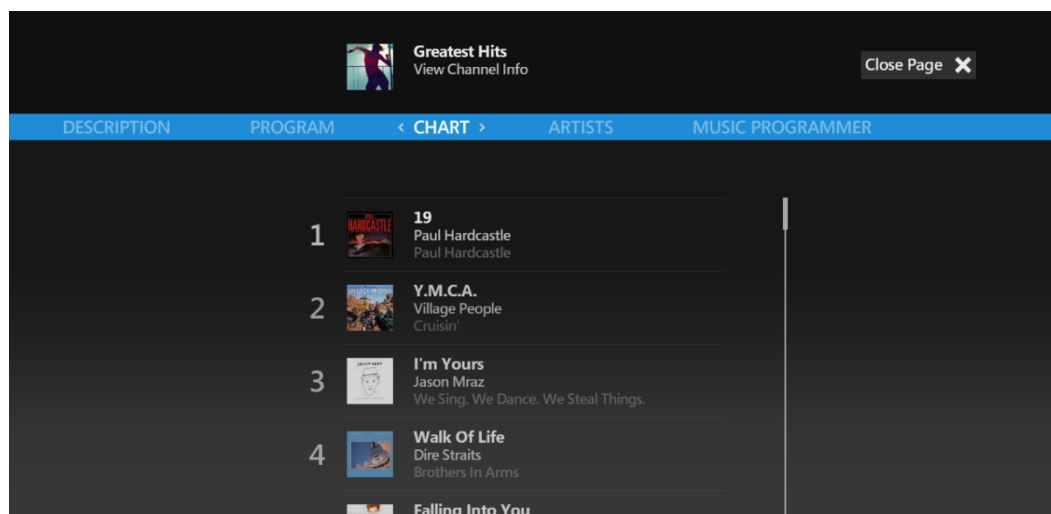 Greatest Hits
View Channel Info
Close Page
DESCRIPTION PROGRAM < CHART > ARTISTS MUSIC PROGRAMMER
1
19
Paul Hardcastle
Paul Hardcastle
2
Y.M.C.A.
Village People
Cruisin'
3
I'm Yours
Jason Mraz
We Sing. We Dance. We Steal Things.
4
Walk Of Life
Dire Straits
Brothers In Arms
Falling Into You